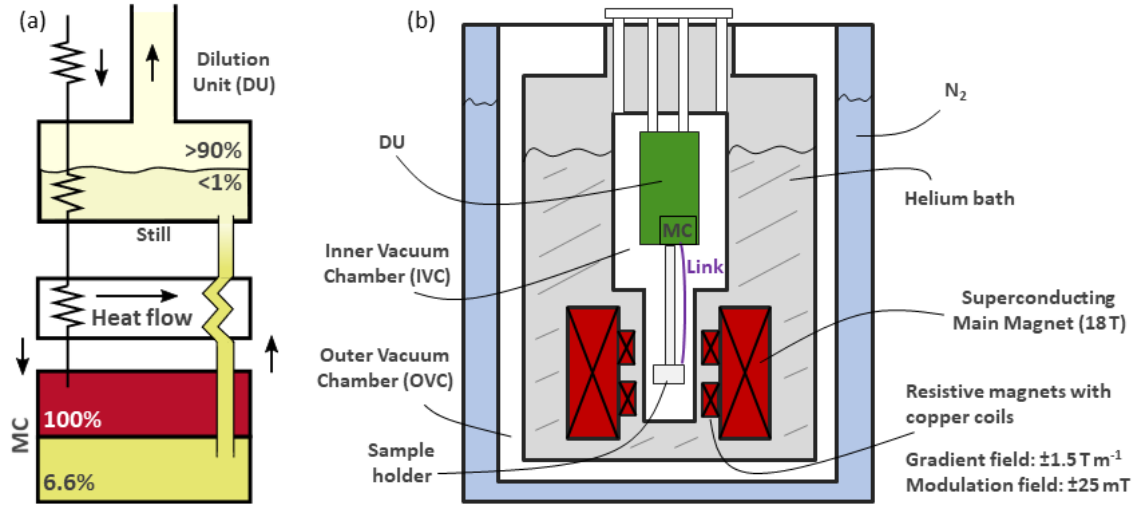 (a)
Dilution
Unit (DU)
>90%
<1%
Still
Heat flow
MC
100%
6.6%
(b)
DU
MC
Link
Inner Vacuum
Chamber (IVC)
Outer Vacuum
Chamber (OVC)
Sample
holder
N₂
Helium bath
Superconducting
Main Magnet (18 T)
Resistive magnets with
copper coils
Gradient field: ±1.5 T m⁻¹
Modulation field: ±25 mT